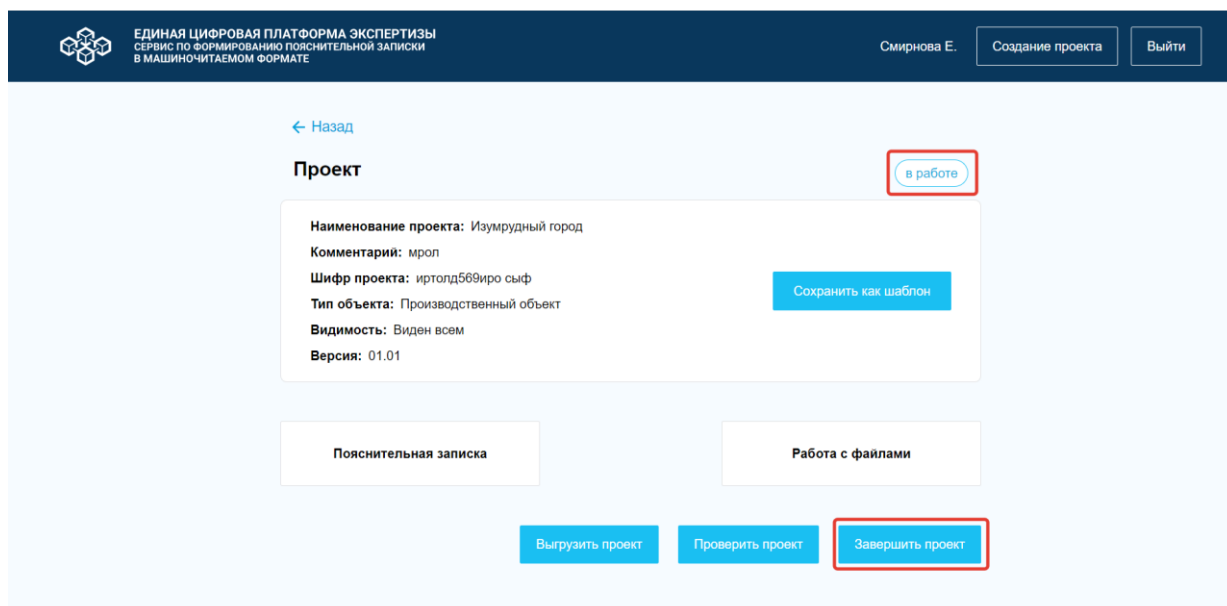 ЕДИНАЯ ЦИФРОВАЯ ПЛАТФОРМА ЭКСПЕРТИЗЫ
СЕРВИС ПО ФОРМИРОВАНИЮ ПОЯСНИТЕЛЬНОЙ ЗАПИСКИ
В МАШИНОЧИТАЕМОМ ФОРМАТЕ
Смирнова Е.
Создание проекта
Выйти
← Назад
Проект
в работе
Наименование проекта: Изумрудный город
Комментарий: мрол
Шифр проекта: иртолд569иро сыф
Тип объекта: Производственный объект
Видимость: Виден всем
Версия: 01.01
Сохранить как шаблон
Пояснительная записка
Работа с файлами
Выгрузить проект
Проверить проект
Завершить проект